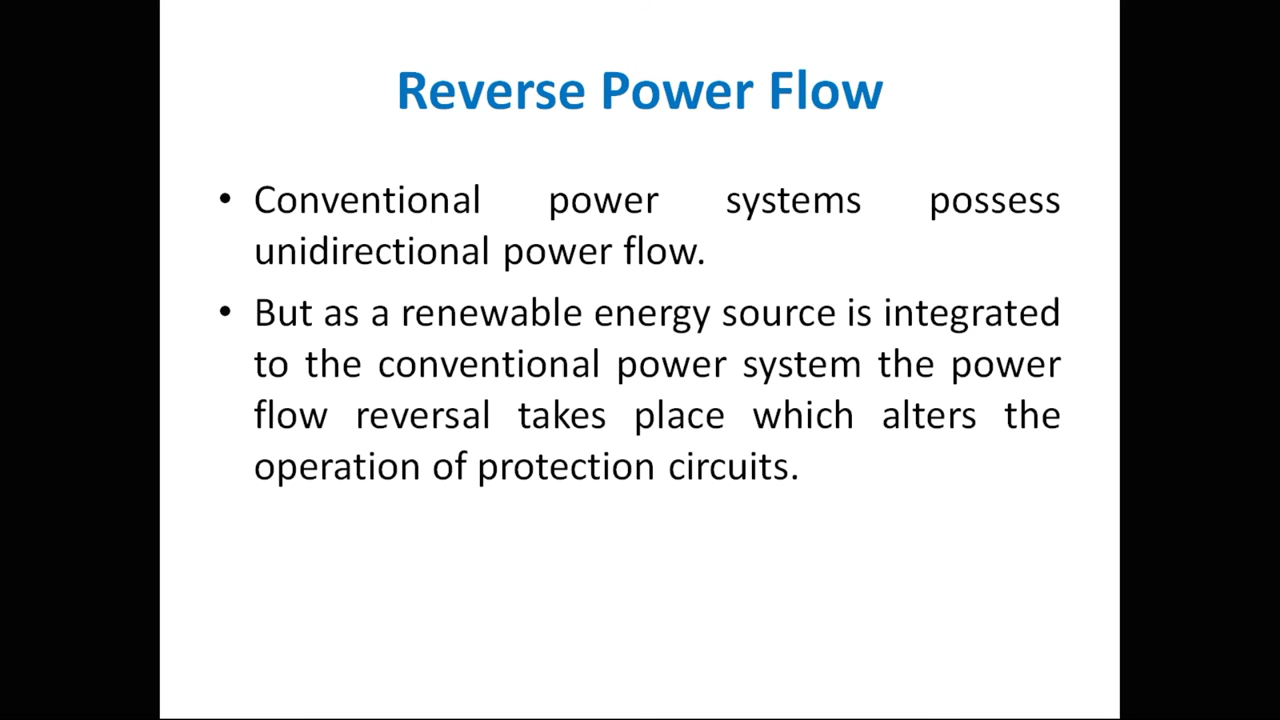 Reverse Power Flow
• Conventional power systems possess
unidirectional power flow.
• But as a renewable energy source is integrated
to the conventional power system the power
flow reversal takes place which alters the
operation of protection circuits.